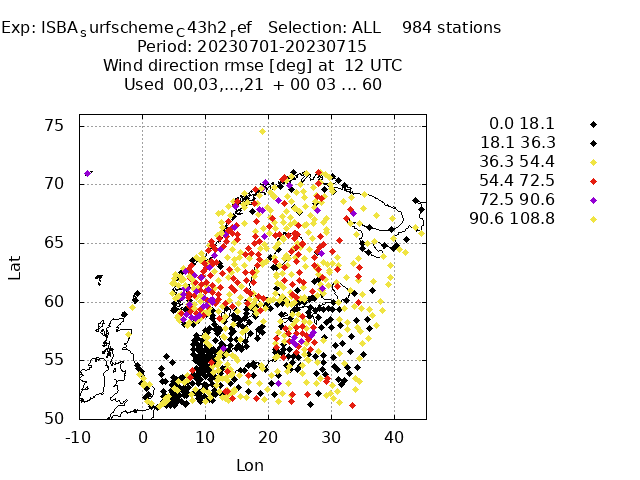 Exp: ISBA_surfscheme_C43h2_ref   Selection: ALL    984 stations
Period: 20230701-20230715
Wind direction rmse [deg] at  12 UTC
Used  00,03,...,21  + 00 03 ... 60
0.0 18.1
18.1 36.3
36.3 54.4
54.4 72.5
72.5 90.6
90.6 108.8
75
70
65
60
55
50
Lat
-10 0 10 20 30 40
Lon